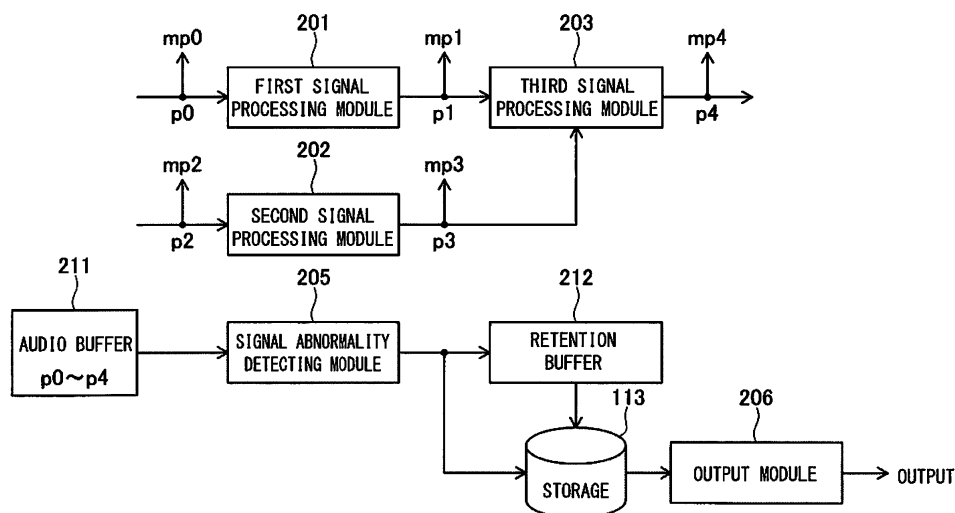 201
203
mp0
mp1
mp4
FIRST SIGNAL
PROCESSING MODULE
THIRD SIGNAL
PROCESSING MODULE
p0
p1
p4
202
mp2
mp3
SECOND SIGNAL
PROCESSING MODULE
p2
p3
211
205
212
AUDIO BUFFER
p0～p4
SIGNAL ABNORMALITY
DETECTING MODULE
RETENTION
BUFFER
113
206
STORAGE
OUTPUT MODULE
OUTPUT